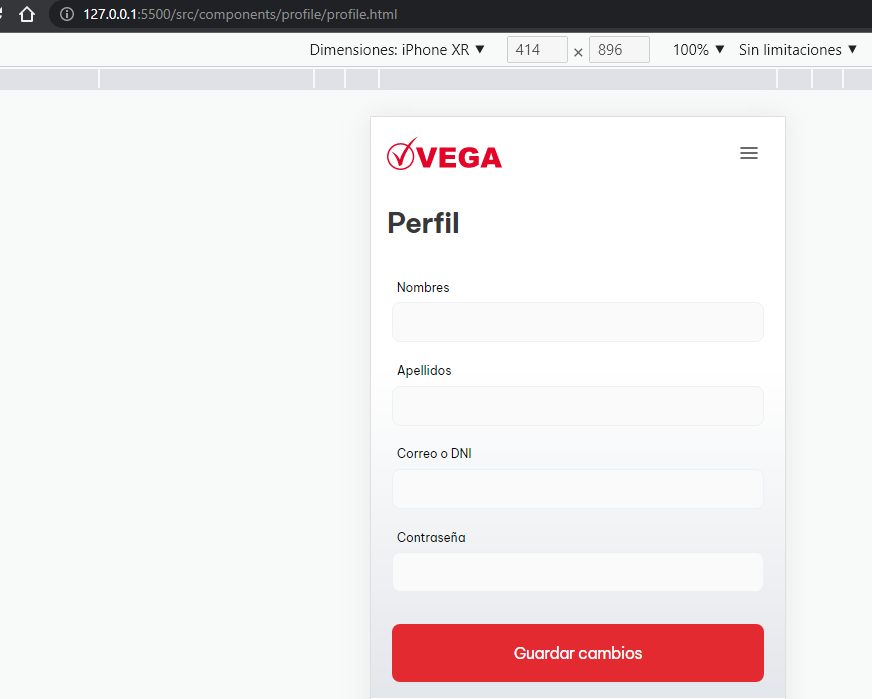 127.0.0.1:5500/src/components/profile/profile.html
Dimensiones: iPhone XR ▼ 414 × 896 100% ▼ Sin limitaciones ▼
VEGA
Perfil
Nombres
Apellidos
Correo o DNI
Contraseña
Guardar cambios